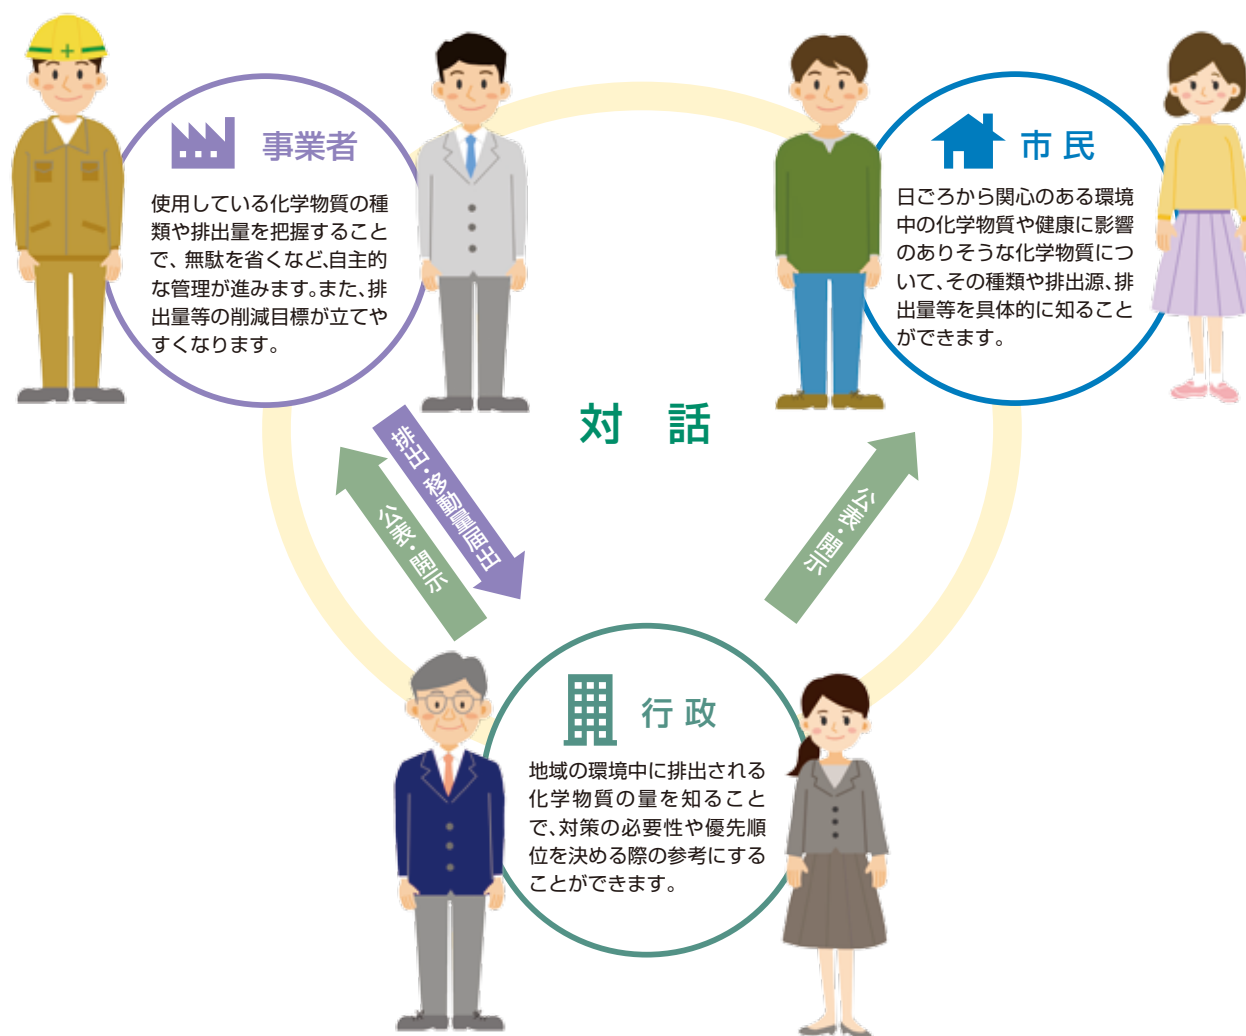 事業者
使用している化学物質の種
類や排出量を把握すること
で、無駄を省くなど、自主的
な管理が進みます。また、排
出量等の削減目標が立てや
すくなります。
市民
日ごろから関心のある環境
中の化学物質や健康に影響
のありそうな化学物質につ
いて、その種類や排出源、排
出量等を具体的に知ること
ができます。
対話
排出・移動量届出
公表・開示
公表・開示
行政
地域の環境中に排出される
化学物質の量を知ること
で、対策の必要性や優先順
位を決める際の参考にする
ことができます。